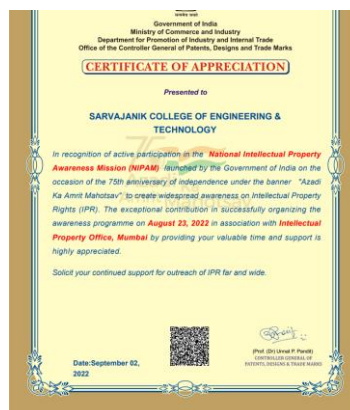 Government of India
Ministry of Commerce and Industry
Department for Promotion of Industry and Internal Trade
Office of the Controller General of Patents, Designs and Trade Marks
CERTIFICATE OF APPRECIATION
Presented to
SARVAJANIK COLLEGE OF ENGINEERING &
TECHNOLOGY
In recognition of active participation in the National Intellectual Property
Awareness Mission (NIPAM) launched by the Government of India on the
occasion of the 75th anniversary of independence under the banner "Azadi
Ka Amrit Mahotsav" to create widespread awareness on Intellectual Property
Rights (IPR). The exceptional contribution in successfully organizing the
awareness programme on August 23, 2022 in association with Intellectual
Property Office, Mumbai by providing your valuable time and support is
highly appreciated.
Solicit your continued support for outreach of IPR far and wide.
Date:September 02,
2022
(Prof. (Dr) Unnat P. Pandit)
CONTROLLER GENERAL OF
PATENTS, DESIGNS & TRADE MARKS